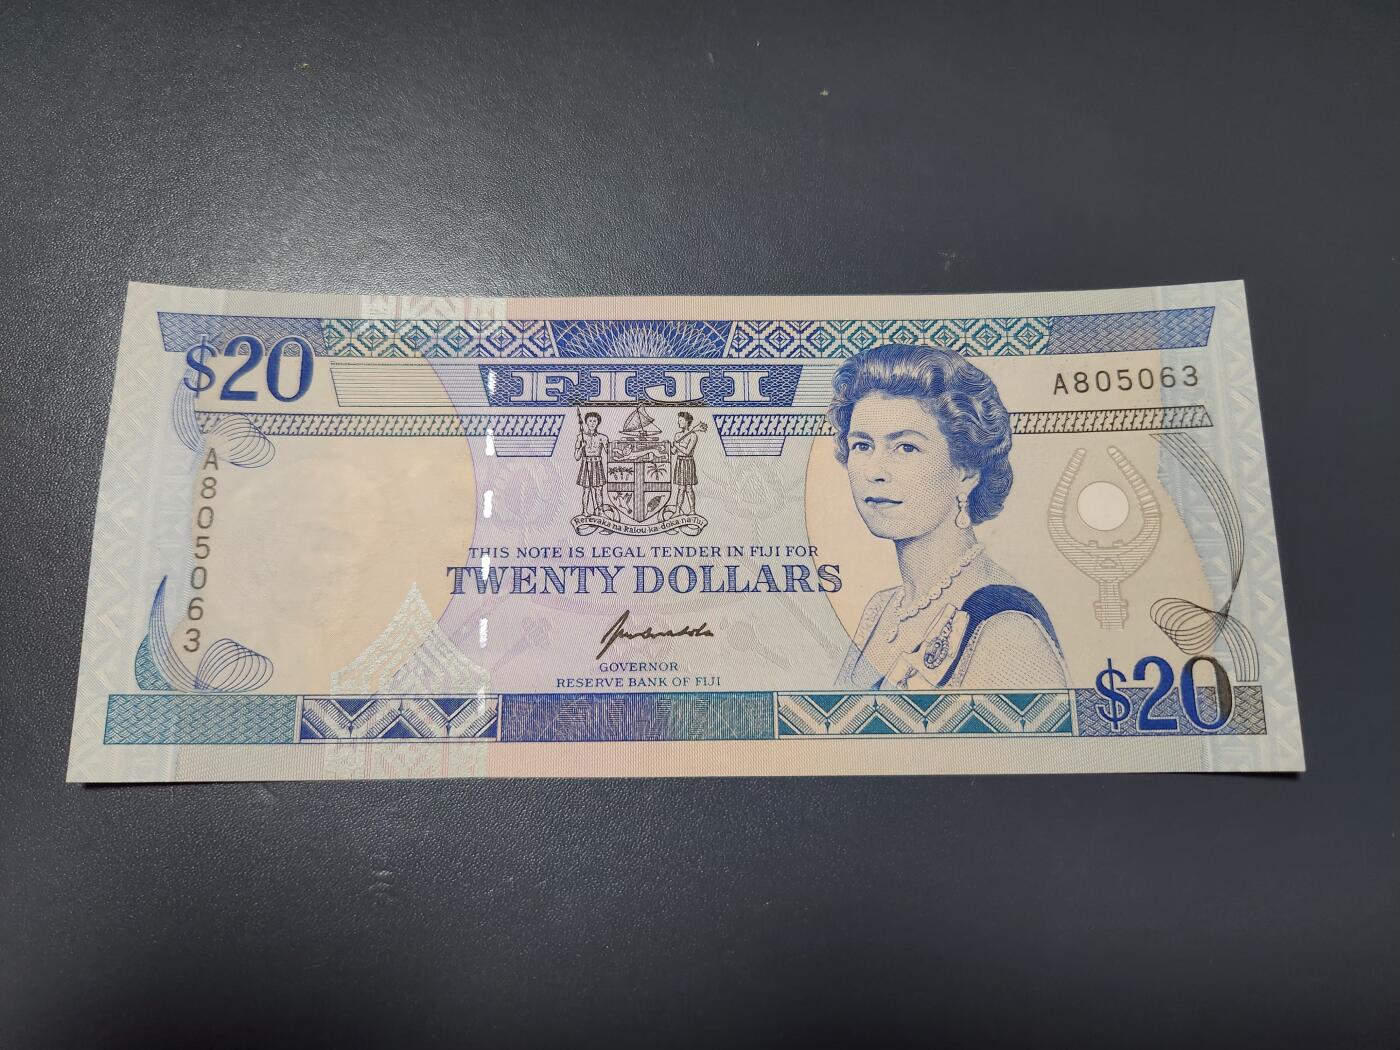 $20
FIJI
A805063
A805063
Rerevaka na kalou ka doka na Tui
THIS NOTE IS LEGAL TENDER IN FIJI FOR
TWENTY DOLLARS
GOVERNOR
RESERVE BANK OF FIJI
$20